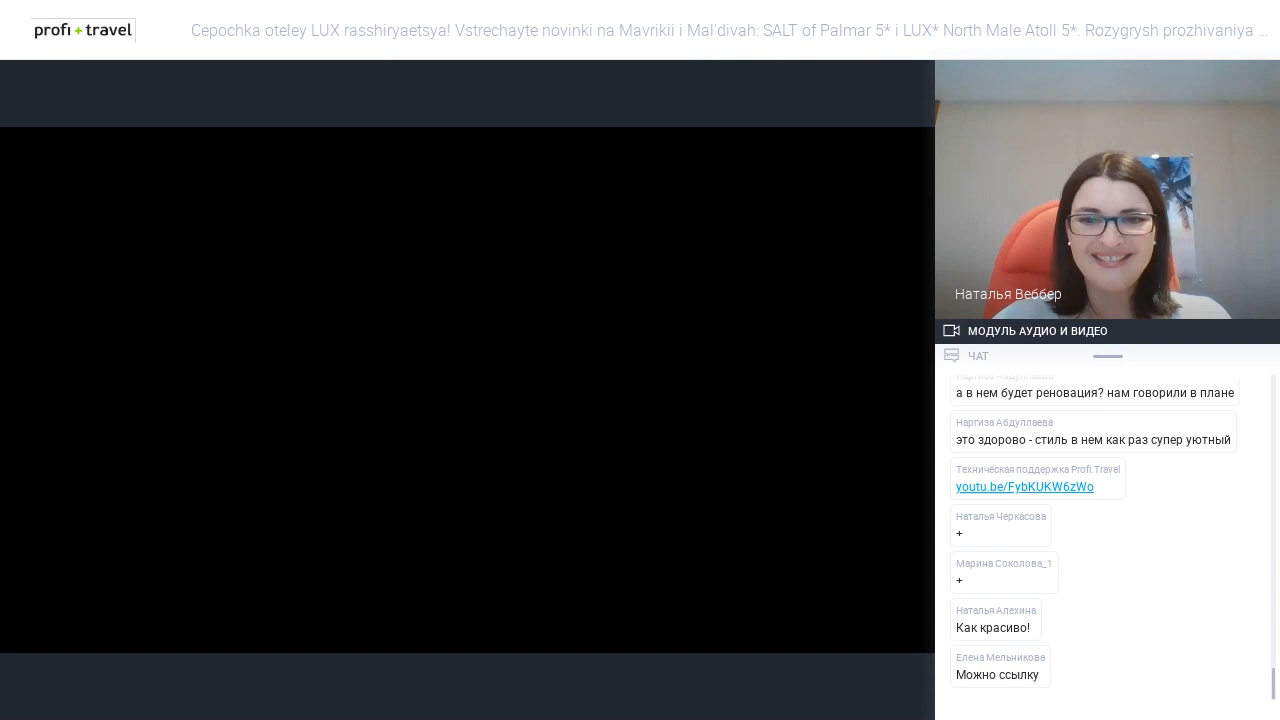 profi + travel
Cepochka oteley LUX rasshiryaetsya! Vstrechayte novinki na Mavrikii i Mal'divah: SALT of Palmar 5* i LUX* North Male Atoll 5*. Rozygrysh prozhivaniya ...
Наталья Веббер
МОДУЛЬ АУДИО И ВИДЕО
ЧАТ
Наргиза Абдуллаева
а в нем будет реновация? нам говорили в плане
Наргиза Абдуллаева
это здорово - стиль в нем как раз супер уютный
Техническая поддержка Profi.Travel
youtu.be/FybKUKW6zWo
Наталья Черкасова
+
Марина Соколова_1
+
Наталья Алехина
Как красиво!
Елена Мельникова
Можно ссылку